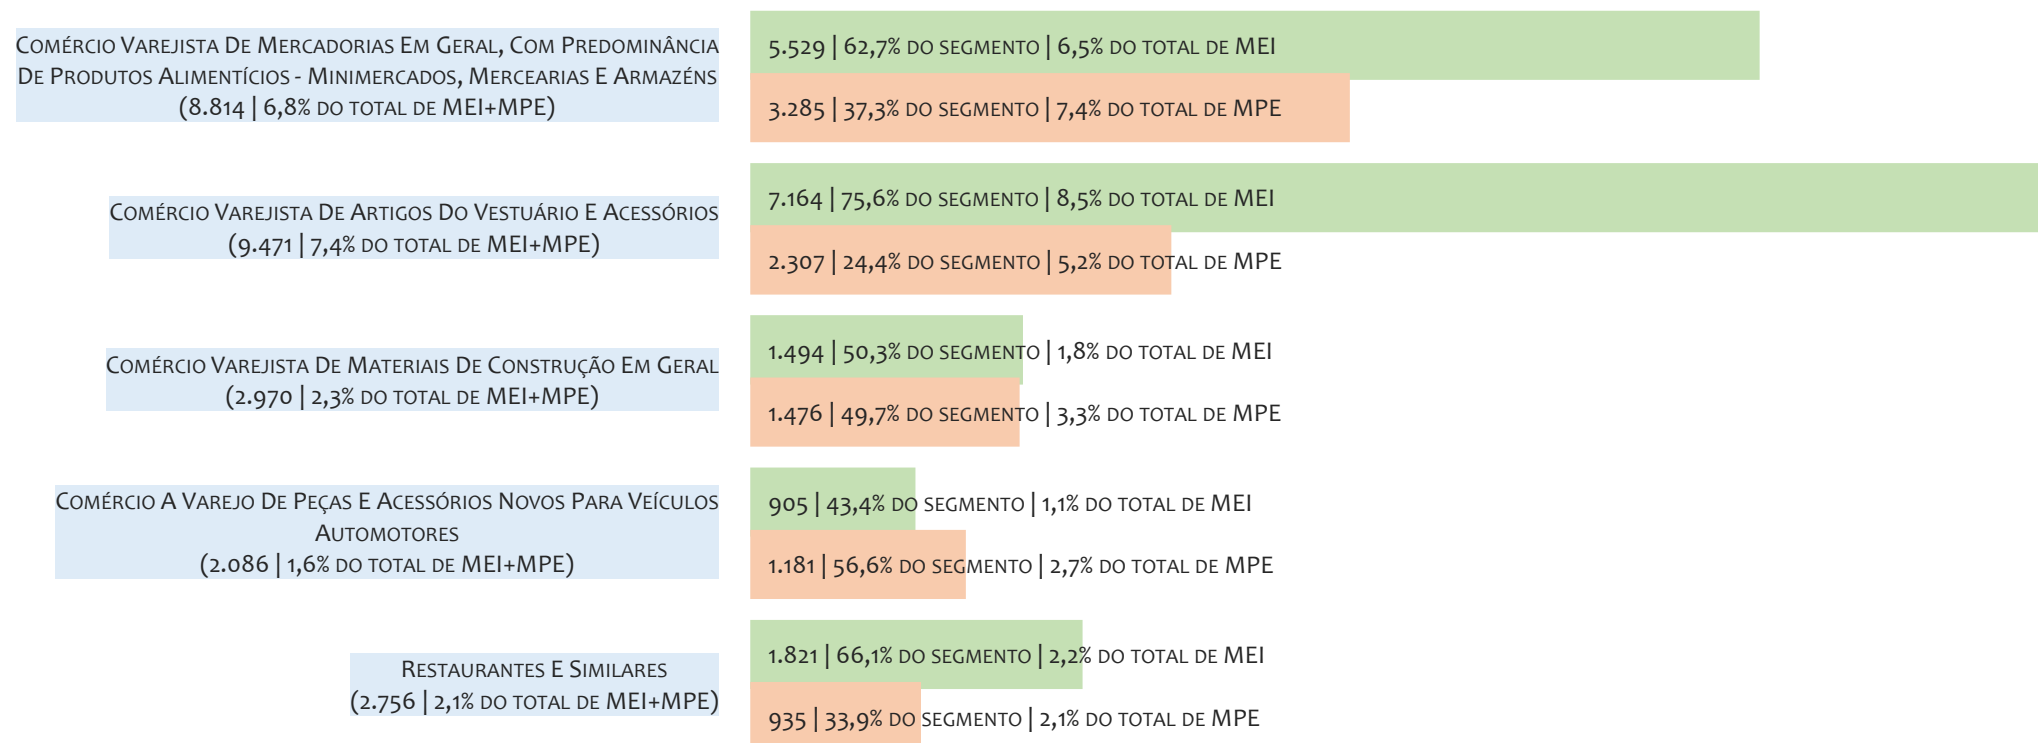 Comércio Varejista De Mercadorias Em Geral, Com Predominância
De Produtos Alimentícios - Minimercados, Mercearias E Armazéns
(8.814 | 6,8% do total de MEI+MPE)
5.529 | 62,7% do segmento | 6,5% do total de MEI
3.285 | 37,3% do segmento | 7,4% do total de MPE
Comércio Varejista De Artigos Do Vestuário E Acessórios
(9.471 | 7,4% do total de MEI+MPE)
7.164 | 75,6% do segmento | 8,5% do total de MEI
2.307 | 24,4% do segmento | 5,2% do total de MPE
Comércio Varejista De Materiais De Construção Em Geral
(2.970 | 2,3% do total de MEI+MPE)
1.494 | 50,3% do segmento | 1,8% do total de MEI
1.476 | 49,7% do segmento | 3,3% do total de MPE
Comércio A Varejo De Peças E Acessórios Novos Para Veículos
Automotores
(2.086 | 1,6% do total de MEI+MPE)
905 | 43,4% do segmento | 1,1% do total de MEI
1.181 | 56,6% do segmento | 2,7% do total de MPE
Restaurantes E Similares
(2.756 | 2,1% do total de MEI+MPE)
1.821 | 66,1% do segmento | 2,2% do total de MEI
935 | 33,9% do segmento | 2,1% do total de MPE